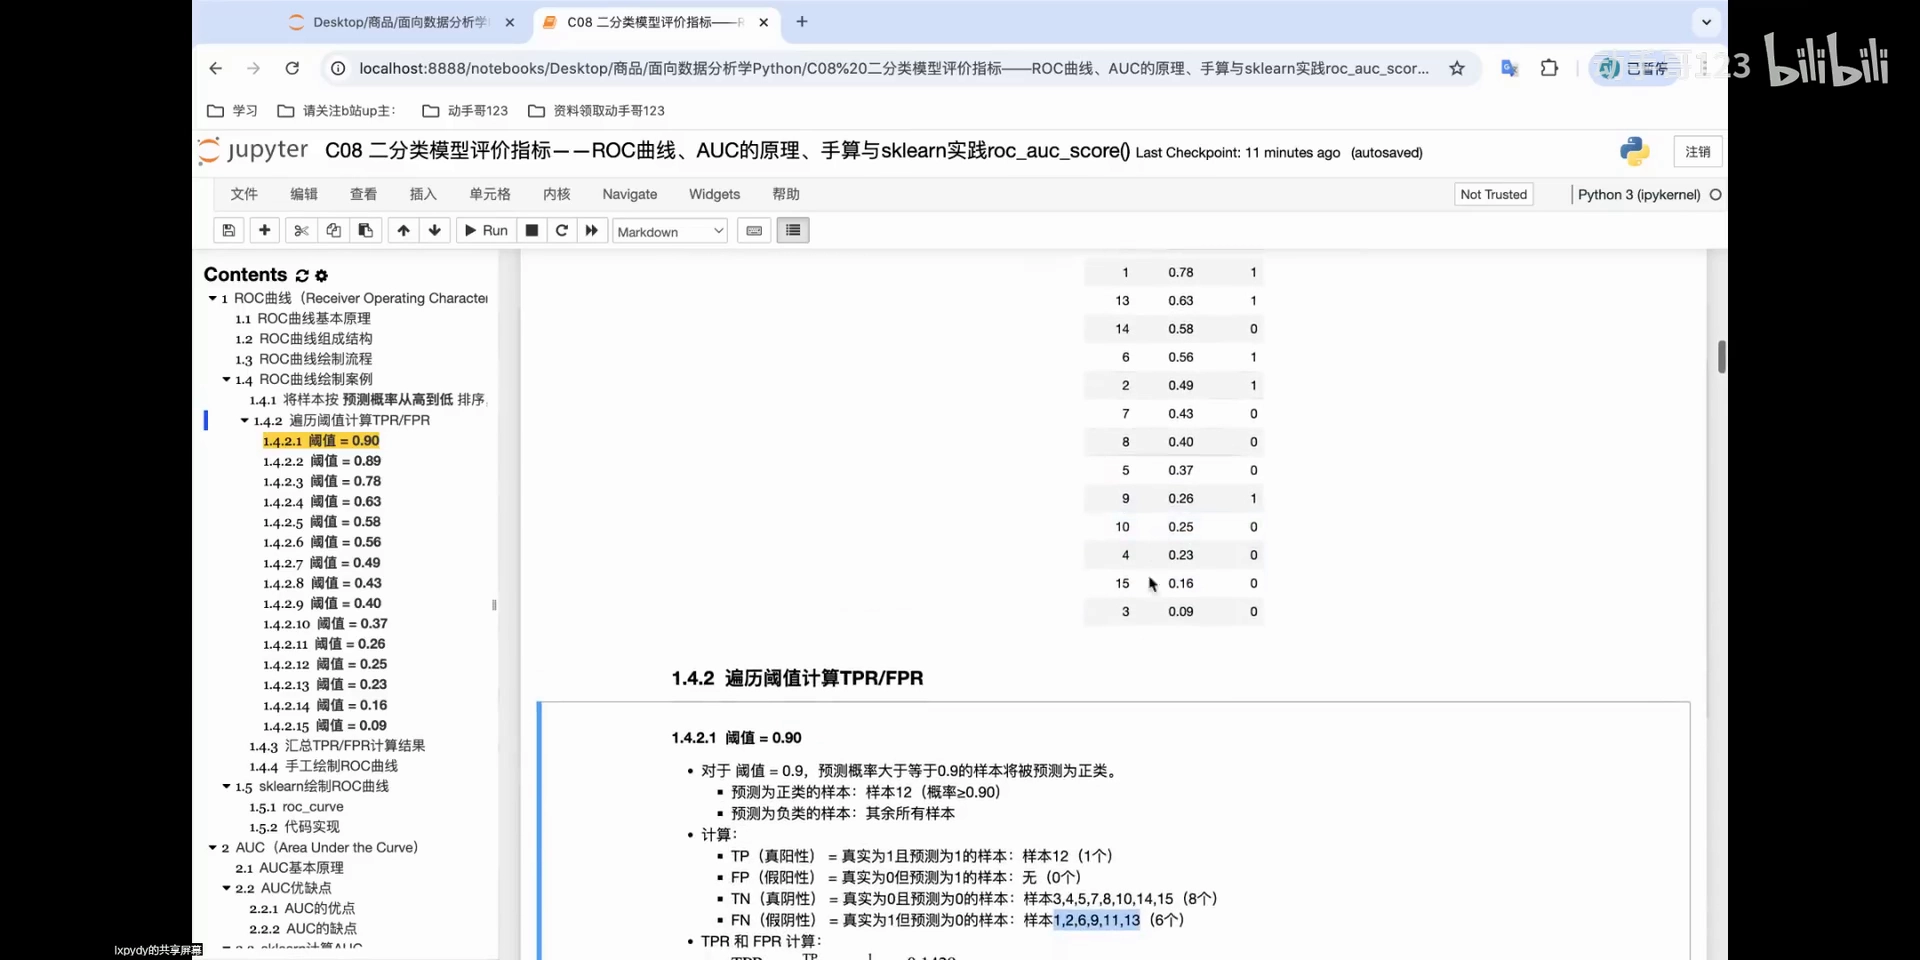 Desktop/商品/面向数据分析学
C08 二分类模型评价指标——R
localhost:8888/notebooks/Desktop/商品/面向数据分析学Python/C08%20二分类模型评价指标——ROC曲线、AUC的原理、手算与sklearn实践roc_auc_scor...
已暂停
123
bilibili
学习
请关注b站up主:
动手哥123
资料领取动手哥123
jupyter
C08 二分类模型评价指标——ROC曲线、AUC的原理、手算与sklearn实践roc_auc_score()
Last Checkpoint: 11 minutes ago (autosaved)
注销
文件 编辑 查看 插入 单元格 内核 Navigate Widgets 帮助
Not Trusted
Python 3 (ipykernel)
Run
Markdown
Contents
1 ROC曲线（Receiver Operating Character
1.1 ROC曲线基本原理
1.2 ROC曲线组成结构
1.3 ROC曲线绘制流程
1.4 ROC曲线绘制案例
1.4.1 将样本按 预测概率从高到低 排序,
1.4.2 遍历阈值计算TPR/FPR
1.4.2.1 阈值 = 0.90
1.4.2.2 阈值 = 0.89
1.4.2.3 阈值 = 0.78
1.4.2.4 阈值 = 0.63
1.4.2.5 阈值 = 0.58
1.4.2.6 阈值 = 0.56
1.4.2.7 阈值 = 0.49
1.4.2.8 阈值 = 0.43
1.4.2.9 阈值 = 0.40
1.4.2.10 阈值 = 0.37
1.4.2.11 阈值 = 0.26
1.4.2.12 阈值 = 0.25
1.4.2.13 阈值 = 0.23
1.4.2.14 阈值 = 0.16
1.4.2.15 阈值 = 0.09
1.4.3 汇总TPR/FPR计算结果
1.4.4 手工绘制ROC曲线
1.5 sklearn绘制ROC曲线
1.5.1 roc_curve
1.5.2 代码实现
2 AUC（Area Under the Curve）
2.1 AUC基本原理
2.2 AUC优缺点
2.2.1 AUC的优点
2.2.2 AUC的缺点
2.3 sklearn计算AUC
1 0.78 1
13 0.63 1
14 0.58 0
6 0.56 1
2 0.49 1
7 0.43 0
8 0.40 0
5 0.37 0
9 0.26 1
10 0.25 0
4 0.23 0
15 0.16 0
3 0.09 0
1.4.2 遍历阈值计算TPR/FPR
1.4.2.1 阈值 = 0.90
• 对于 阈值 = 0.9，预测概率大于等于0.9的样本将被预测为正类。
▪ 预测为正类的样本：样本12（概率≥0.90）
▪ 预测为负类的样本：其余所有样本
• 计算：
▪ TP（真阳性） = 真实为1且预测为1的样本：样本12（1个）
▪ FP（假阳性） = 真实为0但预测为1的样本：无（0个）
▪ TN（真阴性） = 真实为0且预测为0的样本：样本3,4,5,7,8,10,14,15（8个）
▪ FN（假阴性） = 真实为1但预测为0的样本：样本1,2,6,9,11,13（6个）
• TPR 和 FPR 计算：
lxpydy的共享屏幕